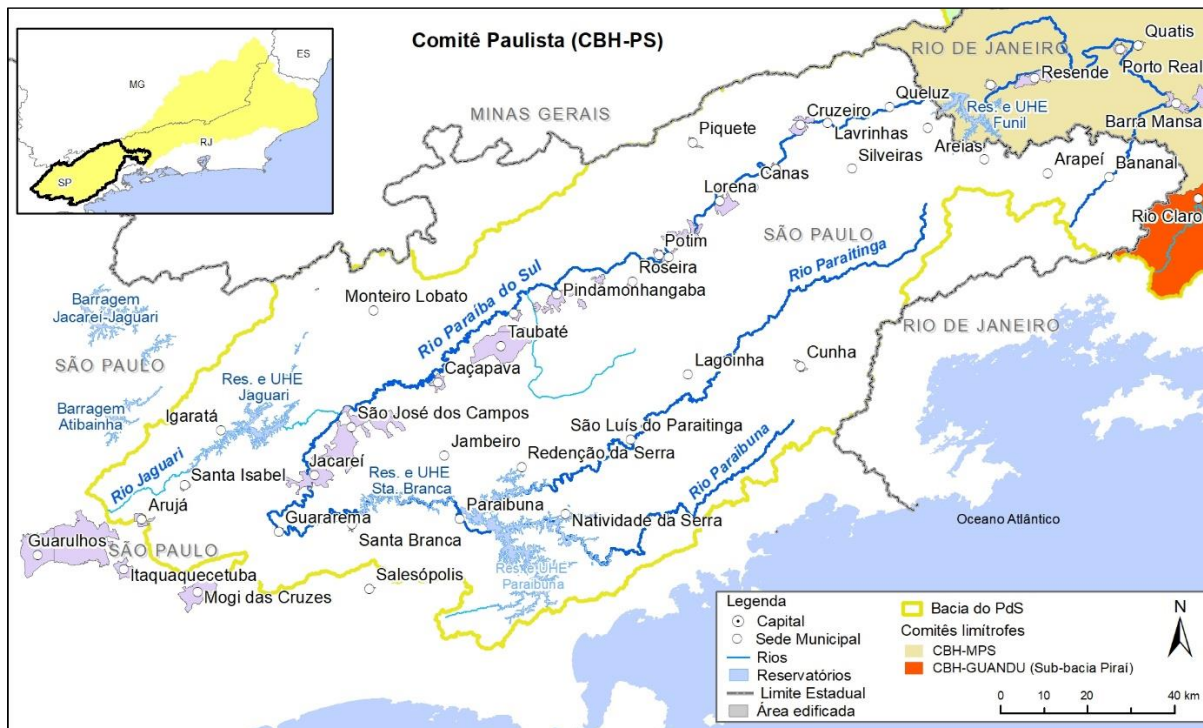 Comitê Paulista (CBH-PS)
ES
MG
RJ
SP
MINAS GERAIS
RIO DE JANEIRO
Quatis
Porto Real
Resende
Res. e UHE
Funil
Barra Mansa
Queluz
Cruzeiro
Lavrinhas
Piquete
Silveiras
Areias
Arapeí
Bananal
Canas
Lorena
Rio Claro
Potim
SÃO PAULO
Roseira
Rio Paraitinga
Pindamonhangaba
Monteiro Lobato
Rio Paraíba do Sul
Barragem
Jacareí-Jaguari
Taubaté
RIO DE JANEIRO
SÃO PAULO
Res. e UHE
Jaguari
Caçapava
Lagoinha
Cunha
Barragem
Atibainha
Igaratá
São José dos Campos
São Luís do Paraitinga
Jambeiro
Redenção da Serra
Rio Paraibuna
Rio Jaguari
Santa Isabel
Jacareí
Res. e UHE
Sta. Branca
Arujá
Paraibuna
Natividade da Serra
Guararema
Santa Branca
Oceano Atlântico
Guarulhos
SÃO PAULO
Res. e UHE
Paraibuna
Itaquaquecetuba
Salesópolis
Mogi das Cruzes
Legenda
Capital
Sede Municipal
Rios
Reservatórios
Limite Estadual
Área edificada
Bacia do PdS
Comitês limítrofes
CBH-MPS
CBH-GUANDU (Sub-bacia Piraí)
N
0 10 20 40 km